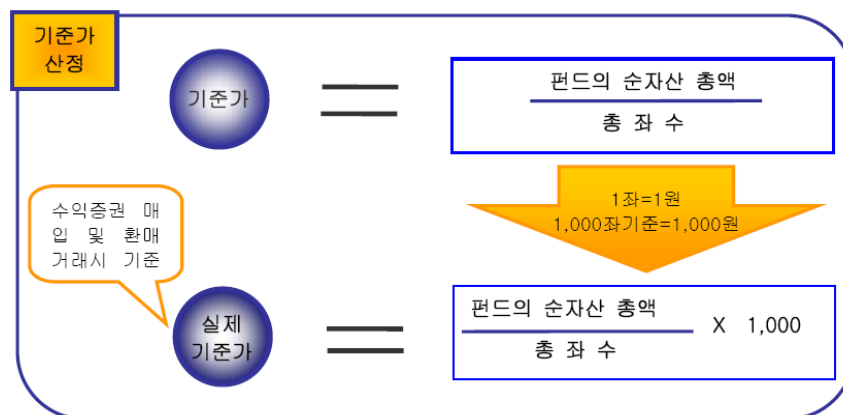 기준가
산정
기준가
펀드의 순자산 총액
총 좌 수
1좌=1원
1,000좌기준=1,000원
수익증권 매
입 및 환매
거래시 기준
실제
기준가
펀드의 순자산 총액
총 좌 수
X 1,000